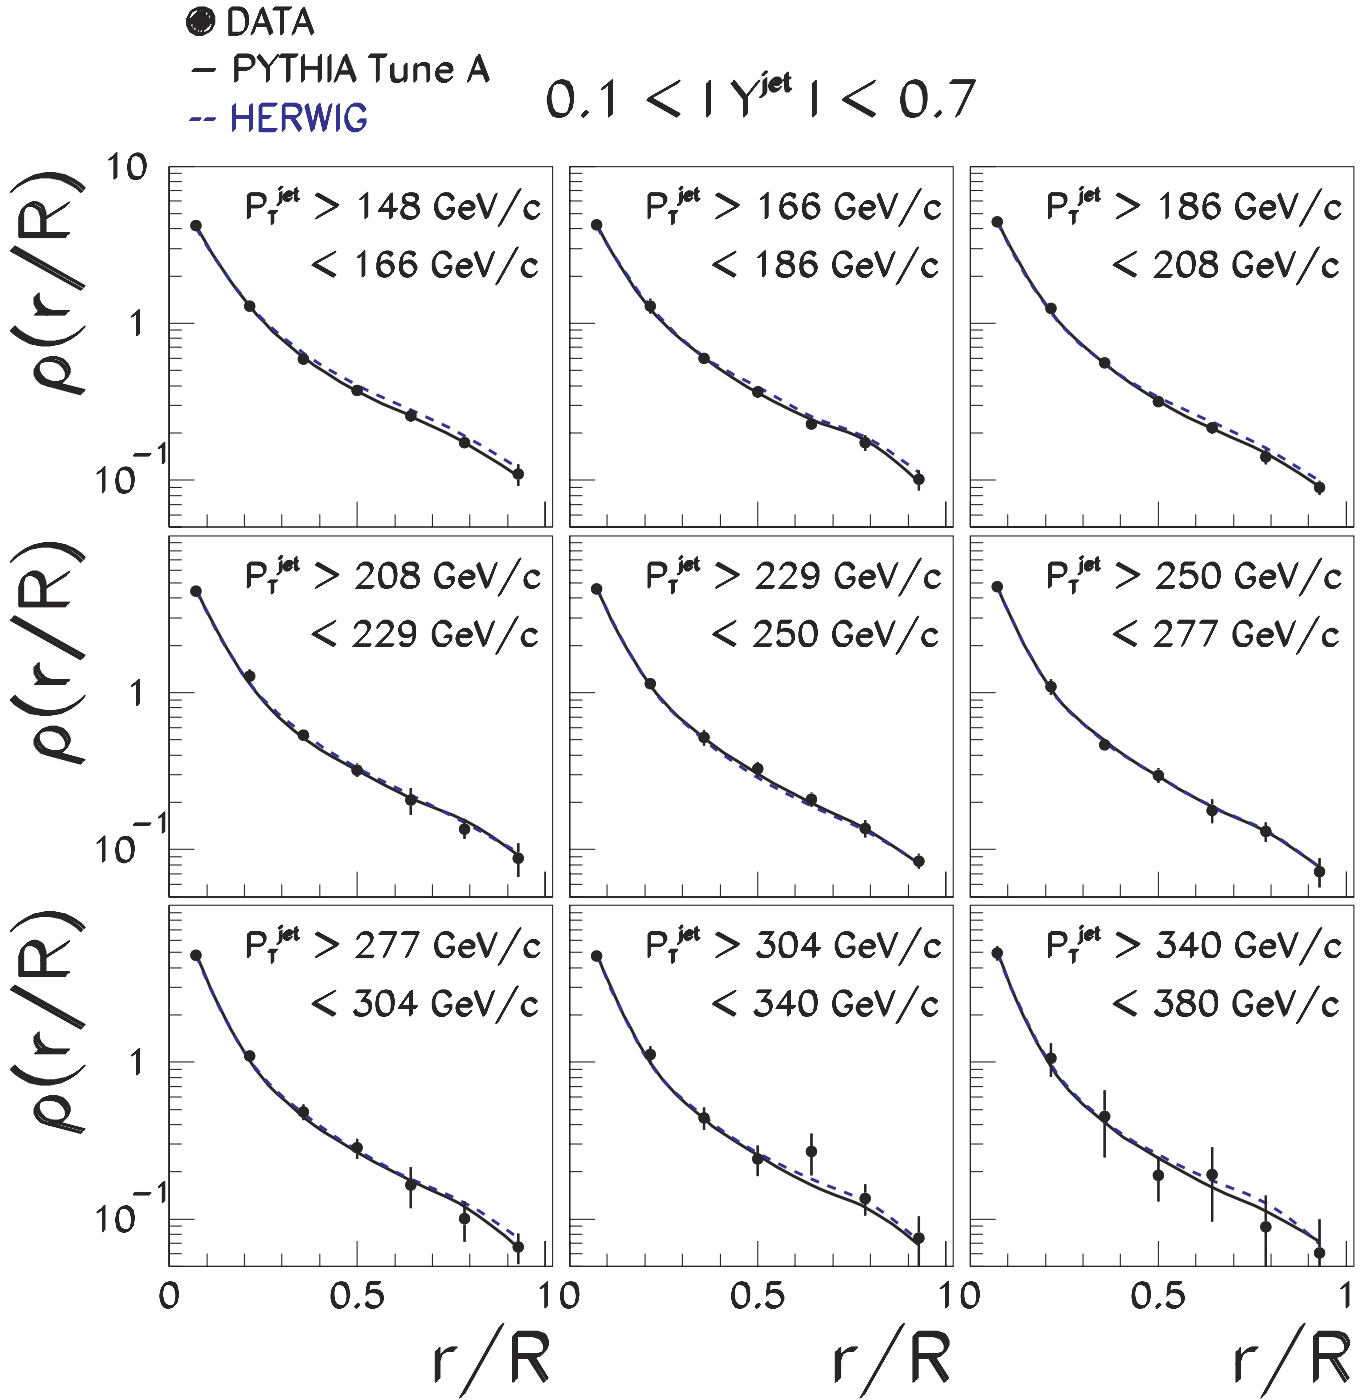 DATA
— PYTHIA Tune A
-- HERWIG
0.1 < | Y^jet | < 0.7
ρ(r/R)
10
1
10^-1
P_T^jet > 148 GeV/c
< 166 GeV/c
P_T^jet > 166 GeV/c
< 186 GeV/c
P_T^jet > 186 GeV/c
< 208 GeV/c
ρ(r/R)
1
10^-1
P_T^jet > 208 GeV/c
< 229 GeV/c
P_T^jet > 229 GeV/c
< 250 GeV/c
P_T^jet > 250 GeV/c
< 277 GeV/c
ρ(r/R)
1
10^-1
P_T^jet > 277 GeV/c
< 304 GeV/c
P_T^jet > 304 GeV/c
< 340 GeV/c
P_T^jet > 340 GeV/c
< 380 GeV/c
0 0.5 1 0 0.5 1 0 0.5 1
r/R r/R r/R